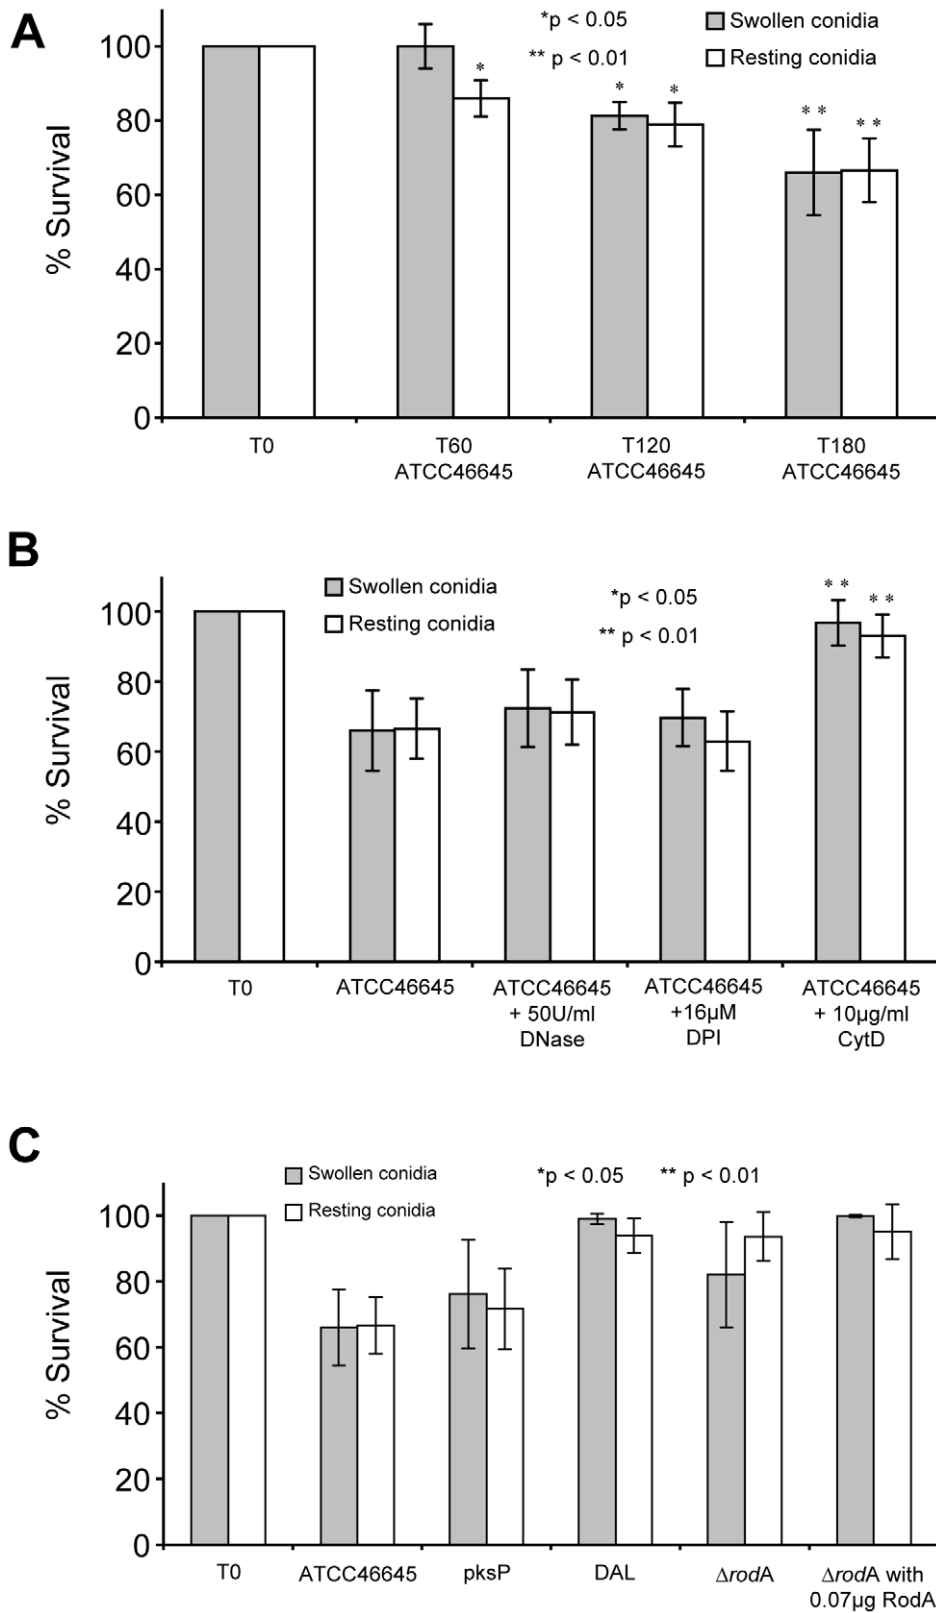 A
*p < 0.05
** p < 0.01
Swollen conidia
Resting conidia
% Survival
100
80
60
40
20
0
*
*
*
* *
* *
T0
T60
ATCC46645
T120
ATCC46645
T180
ATCC46645
B
Swollen conidia
Resting conidia
*p < 0.05
** p < 0.01
% Survival
100
80
60
40
20
0
* *
* *
T0
ATCC46645
ATCC46645
+ 50U/ml
DNase
ATCC46645
+16µM
DPI
ATCC46645
+ 10µg/ml
CytD
C
Swollen conidia
Resting conidia
*p < 0.05
** p < 0.01
% Survival
100
80
60
40
20
0
T0
ATCC46645
pksP
DAL
ΔrodA
ΔrodA with
0.07µg RodA